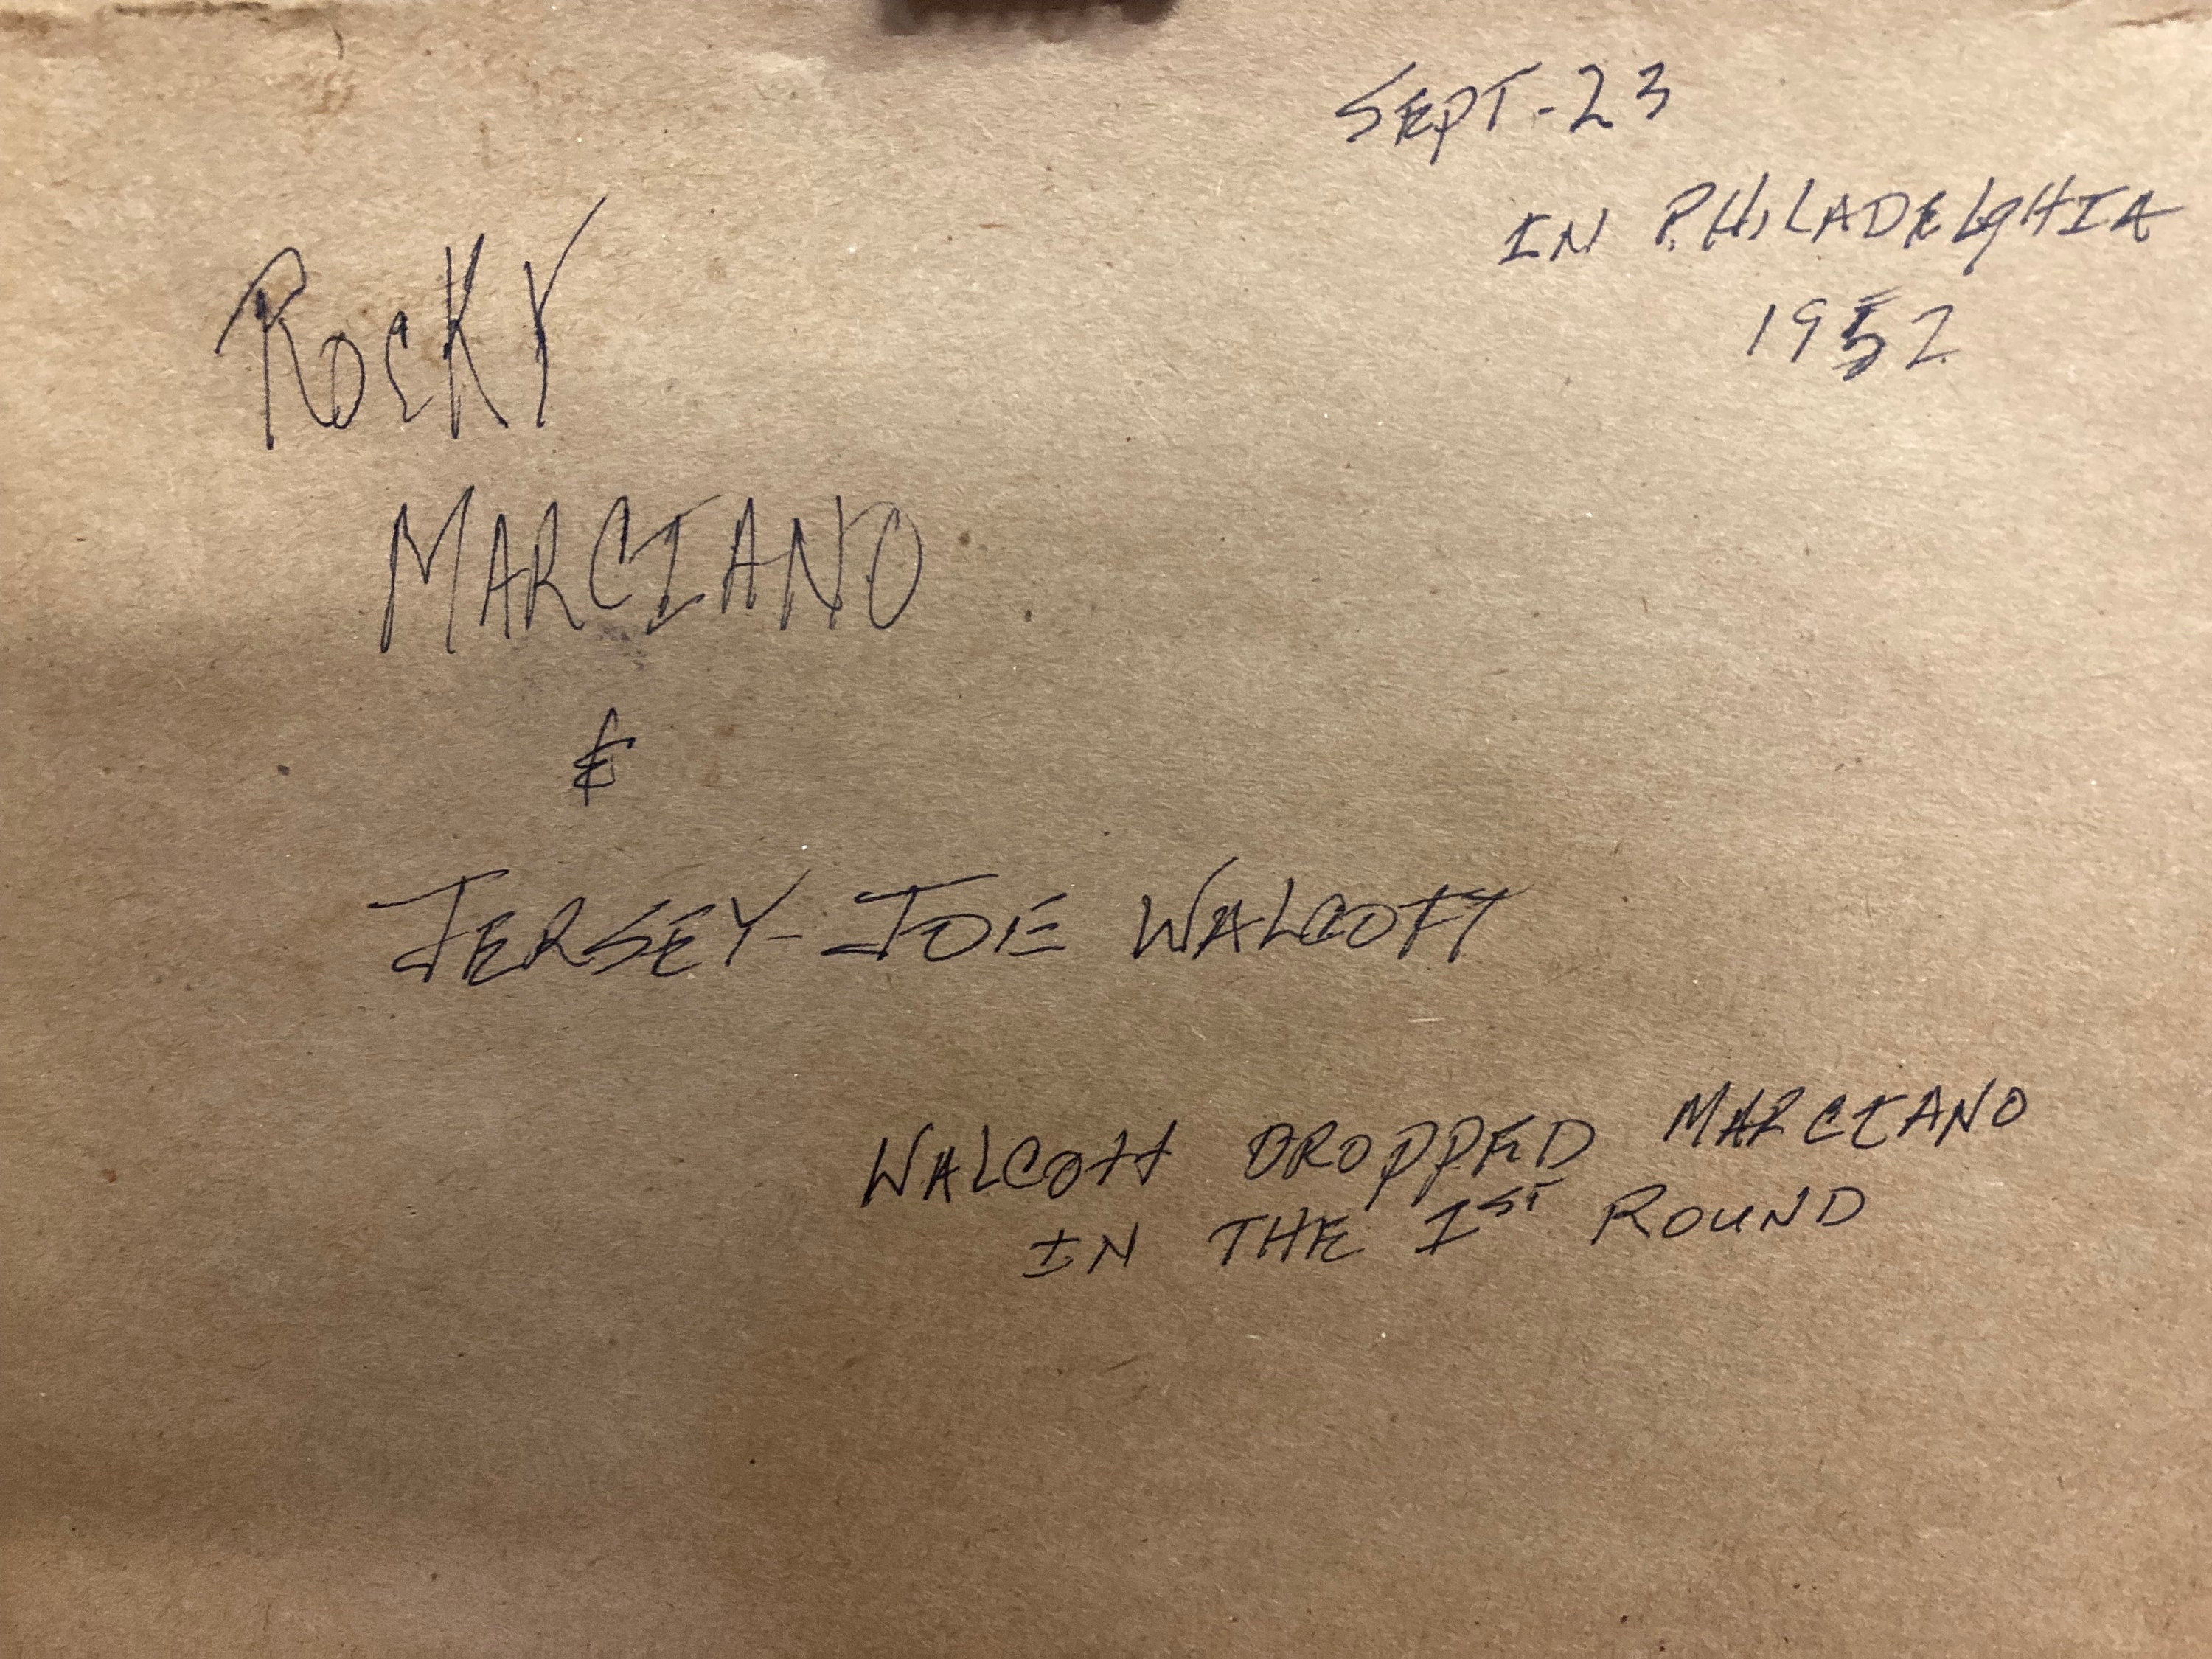 SEPT-23
IN PHILADELPHIA
1952
ROCKY
MARCIANO
&
JERSEY-JOE WALCOTT
WALCOTT DROPPED MARCIANO
IN THE 1ST ROUND